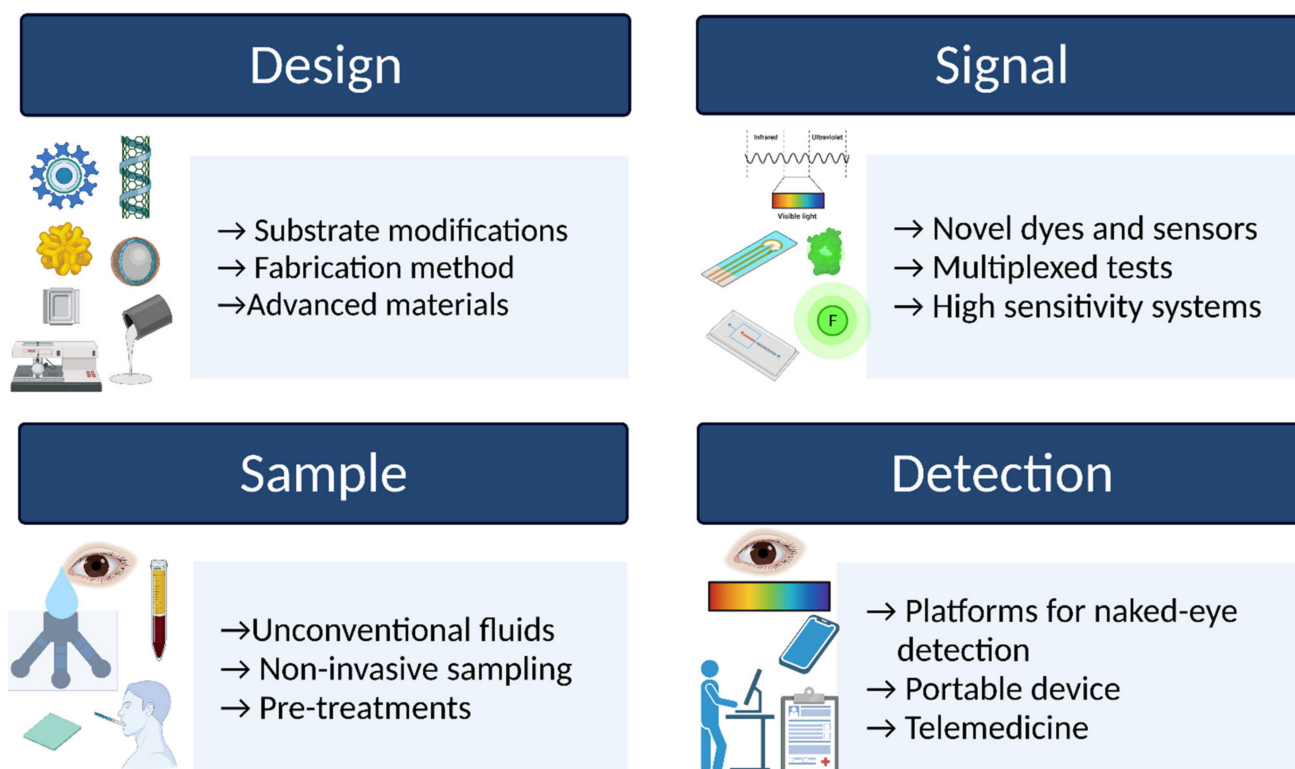 Design
→ Substrate modifications
→ Fabrication method
→Advanced materials
Signal
Infrared
Ultraviolet
Visible light
F
→ Novel dyes and sensors
→ Multiplexed tests
→ High sensitivity systems
Sample
→Unconventional fluids
→ Non-invasive sampling
→ Pre-treatments
Detection
→ Platforms for naked-eye
detection
→ Portable device
→ Telemedicine